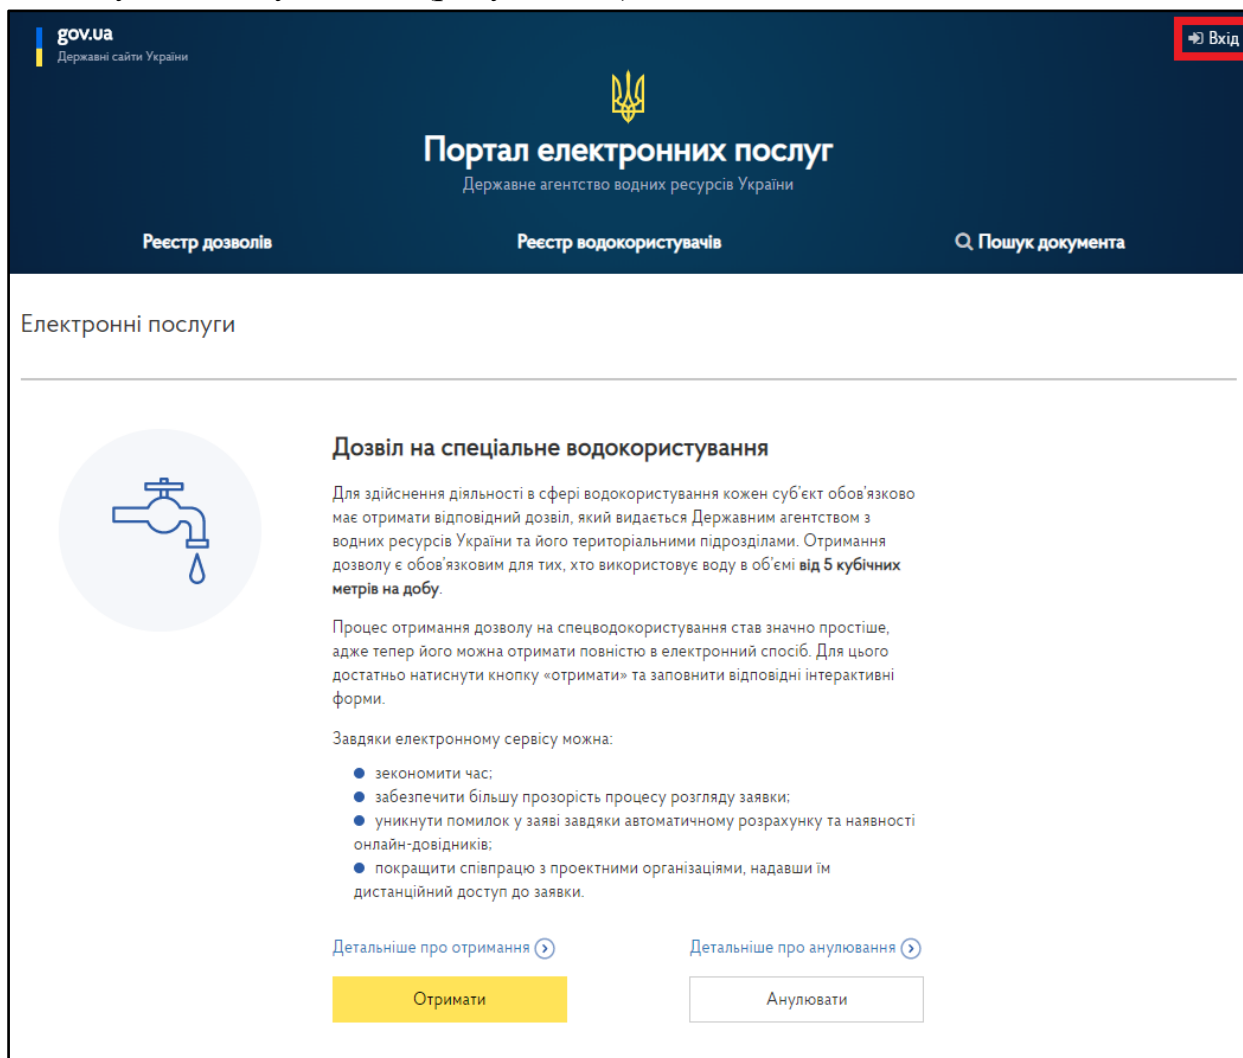 gov.ua
Державні сайти України
Вхід
Портал електронних послуг
Державне агентство водних ресурсів України
Реєстр дозволів
Реєстр водокористувачів
Пошук документа
Електронні послуги
Дозвіл на спеціальне водокористування
Для здійснення діяльності в сфері водокористування кожен суб'єкт обов'язково
має отримати відповідний дозвіл, який видається Державним агентством з
водних ресурсів України та його територіальними підрозділами. Отримання
дозволу є обов'язковим для тих, хто використовує воду в об'ємі від 5 кубічних
метрів на добу.
Процес отримання дозволу на спецводокористування став значно простіше,
адже тепер його можна отримати повністю в електронний спосіб. Для цього
достатньо натиснути кнопку «отримати» та заповнити відповідні інтерактивні
форми.
Завдяки електронному сервісу можна:
зекономити час;
забезпечити більшу прозорість процесу розгляду заявки;
уникнути помилок у заяві завдяки автоматичному розрахунку та наявності
онлайн-довідників;
покращити співпрацю з проектними організаціями, надавши їм
дистанційний доступ до заявки.
Детальніше про отримання
Детальніше про анулювання
Отримати
Анулювати